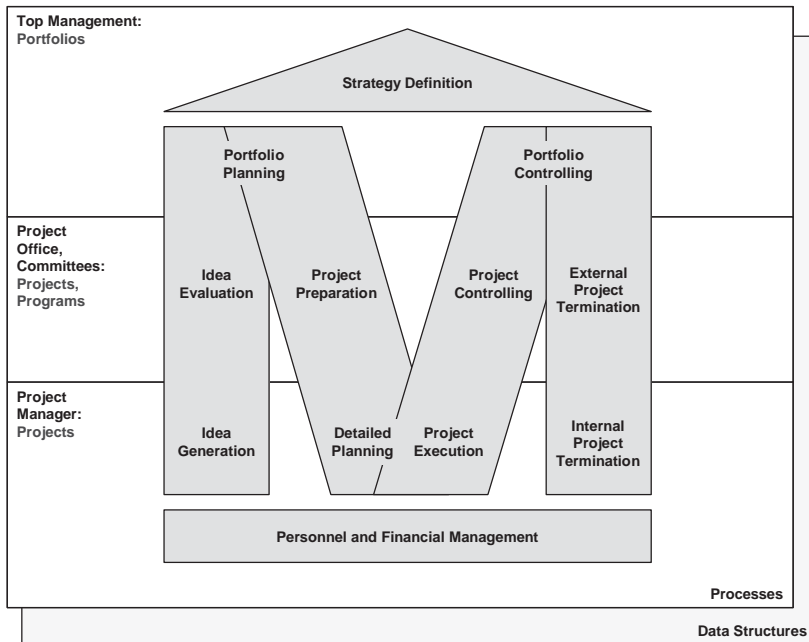 Top Management:
Portfolios
Strategy Definition
Portfolio
Planning
Portfolio
Controlling
Project
Office,
Committees:
Projects,
Programs
Idea
Evaluation
Project
Preparation
Project
Controlling
External
Project
Termination
Project
Manager:
Projects
Idea
Generation
Detailed
Planning
Project
Execution
Internal
Project
Termination
Personnel and Financial Management
Processes
Data Structures